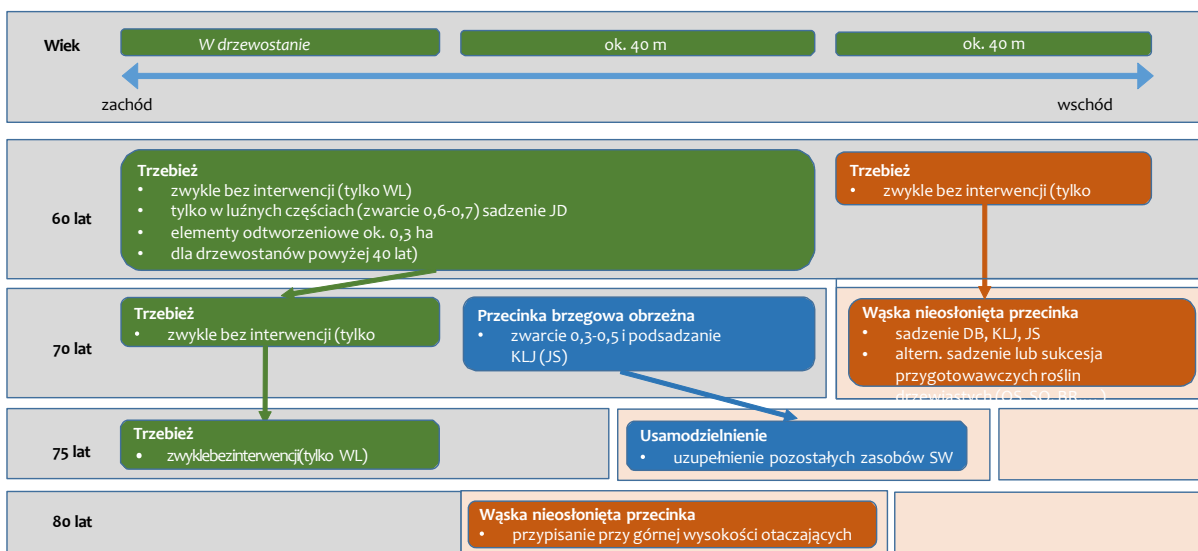 Wiek
W drzewostanie
ok. 40 m
ok. 40 m
zachód
wschód
60 lat
Trzebież
• zwykle bez interwencji (tylko WL)
• tylko w luźnych częściach (zwarcie 0,6-0,7) sadzenie JD
• elementy odtworzeniowe ok. 0,3 ha
• dla drzewostanów powyżej 40 lat)
Trzebież
• zwykle bez interwencji (tylko
70 lat
Trzebież
• zwykle bez interwencji (tylko
Przecinka brzegowa obrzeżna
• zwarcie 0,3-0,5 i podsadzanie
KLJ (JS)
Wąska nieosłonięta przecinka
• sadzenie DB, KLJ, JS
• altern. sadzenie lub sukcesja
przygotowawczych roślin
drzewiastych (OS, SO, BR, ...)
75 lat
Trzebież
• zwyklebezinterwencji(tylko WL)
Usamodzielnienie
• uzupełnienie pozostałych zasobów SW
80 lat
Wąska nieosłonięta przecinka
• przypisanie przy górnej wysokości otaczających